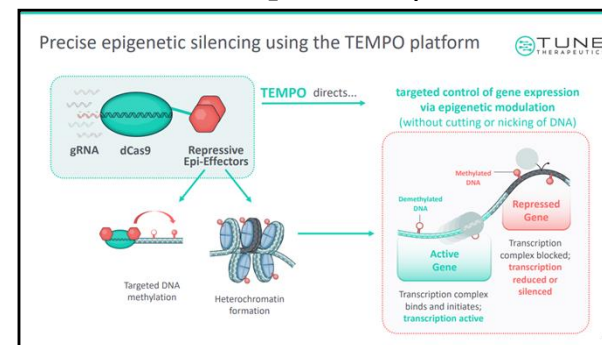 Precise epigenetic silencing using the TEMPO platform
TUNE
THERAPEUTICS
gRNA
dCas9
Repressive
Epi-Effectors
TEMPO directs...
targeted control of gene expression
via epigenetic modulation
(without cutting or nicking of DNA)
Targeted DNA
methylation
Heterochromatin
formation
Demethylated
DNA
Methylated
DNA
Active
Gene
Repressed
Gene
Transcription complex
binds and initiates;
transcription active
Transcription
complex blocked;
transcription
reduced or
silenced